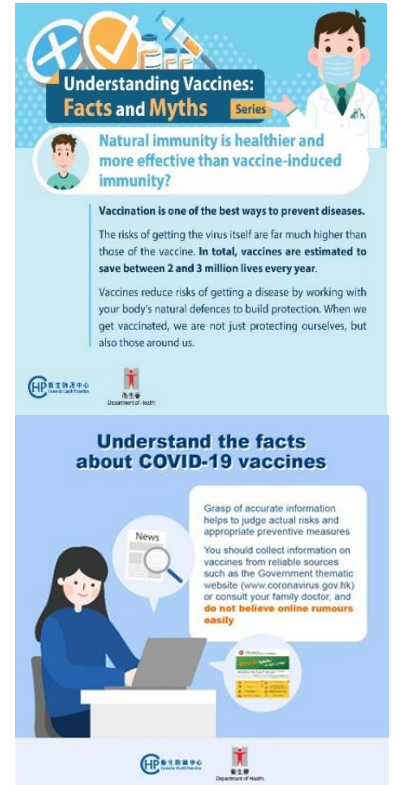 Understanding Vaccines:
Facts and Myths Series
Natural immunity is healthier and
more effective than vaccine-induced
immunity?
Vaccination is one of the best ways to prevent diseases.
The risks of getting the virus itself are far much higher than
those of the vaccine. In total, vaccines are estimated to
save between 2 and 3 million lives every year.
Vaccines reduce risks of getting a disease by working with
your body's natural defences to build protection. When we
get vaccinated, we are not just protecting ourselves, but
also those around us.
CHP 衞生防護中心
Centre for Health Protection
衞生署
Department of Health
Understand the facts
about COVID-19 vaccines
News
Grasp of accurate information
helps to judge actual risks and
appropriate preventive measures
You should collect information on
vaccines from reliable sources
such as the Government thematic
website (www.coronavirus.gov.hk)
or consult your family doctor, and
do not believe online rumours
easily
CHP 衞生防護中心
Centre for Health Protection
衞生署
Department of Health